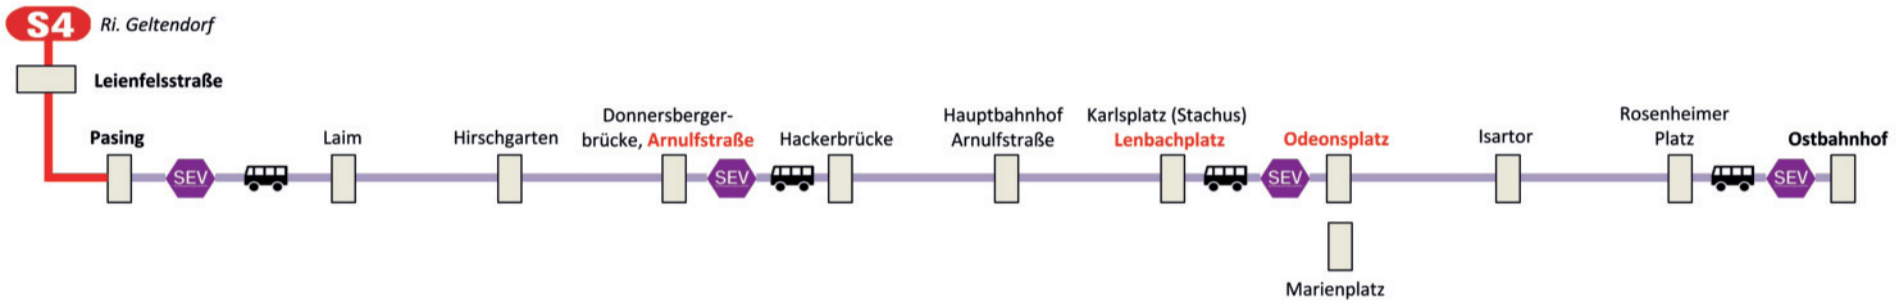 S4 Ri. Geltendorf
Leienfelsstraße
Pasing
SEV
Laim
Hirschgarten
Donnersberger-
brücke, Arnulfstraße
SEV
Hackerbrücke
Hauptbahnhof
Arnulfstraße
Karlsplatz (Stachus)
Lenbachplatz
SEV
Odeonsplatz
Marienplatz
Isartor
Rosenheimer
Platz
SEV
Ostbahnhof